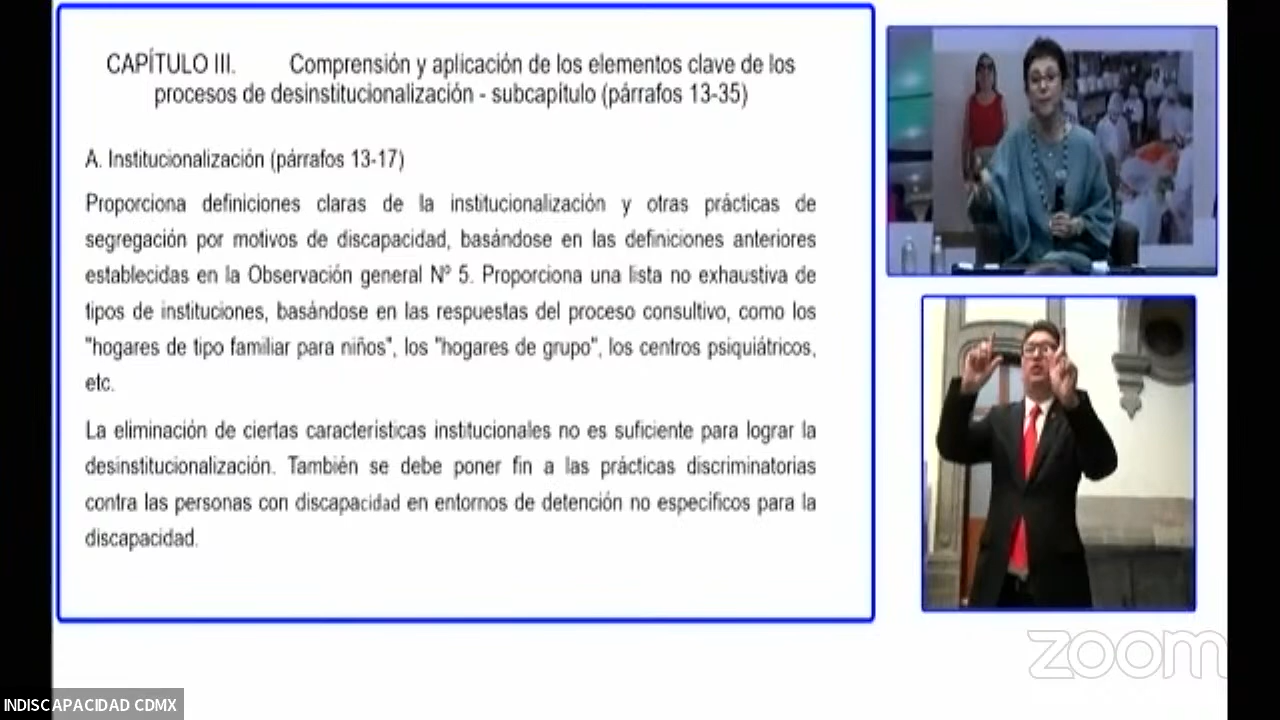 CAPÍTULO III. Comprensión y aplicación de los elementos clave de los
procesos de desinstitucionalización - subcapítulo (párrafos 13-35)
A. Institucionalización (párrafos 13-17)
Proporciona definiciones claras de la institucionalización y otras prácticas de
segregación por motivos de discapacidad, basándose en las definiciones anteriores
establecidas en la Observación general Nº 5. Proporciona una lista no exhaustiva de
tipos de instituciones, basándose en las respuestas del proceso consultivo, como los
"hogares de tipo familiar para niños", los "hogares de grupo", los centros psiquiátricos,
etc.
La eliminación de ciertas características institucionales no es suficiente para lograr la
desinstitucionalización. También se debe poner fin a las prácticas discriminatorias
contra las personas con discapacidad en entornos de detención no específicos para la
discapacidad.
zoom
INDISCAPACIDAD CDMX